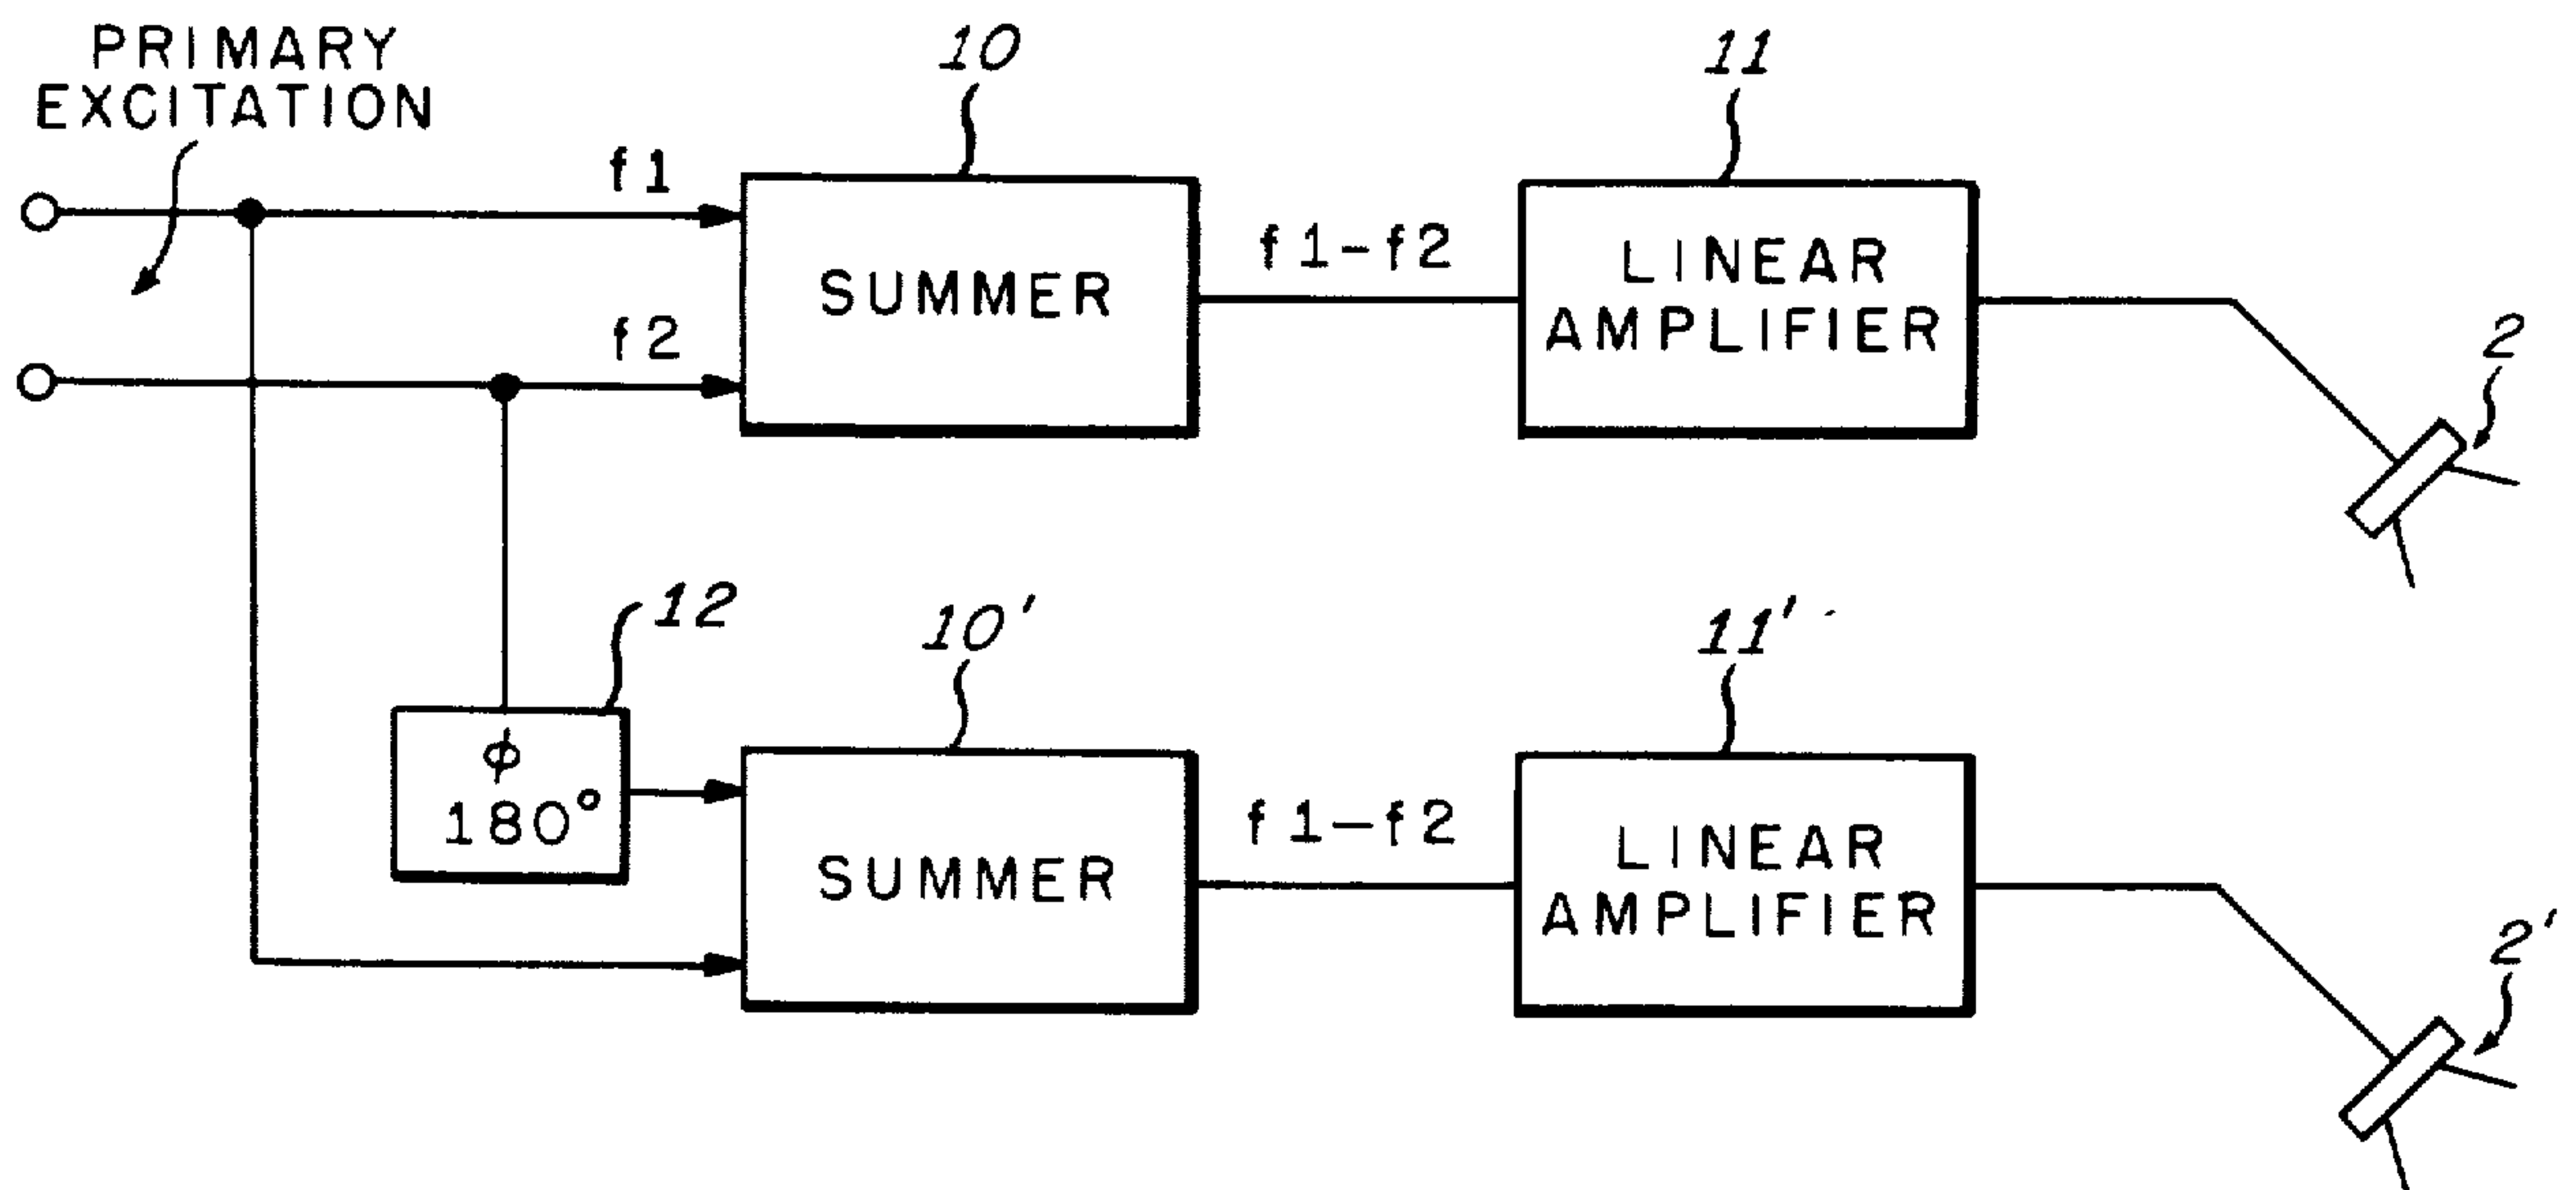 PRIMARY
EXCITATION
10
11
f1
f1-f2
SUMMER
LINEAR
AMPLIFIER
f2
2
12
10'
11'
φ
180°
f1-f2
SUMMER
LINEAR
AMPLIFIER
2'